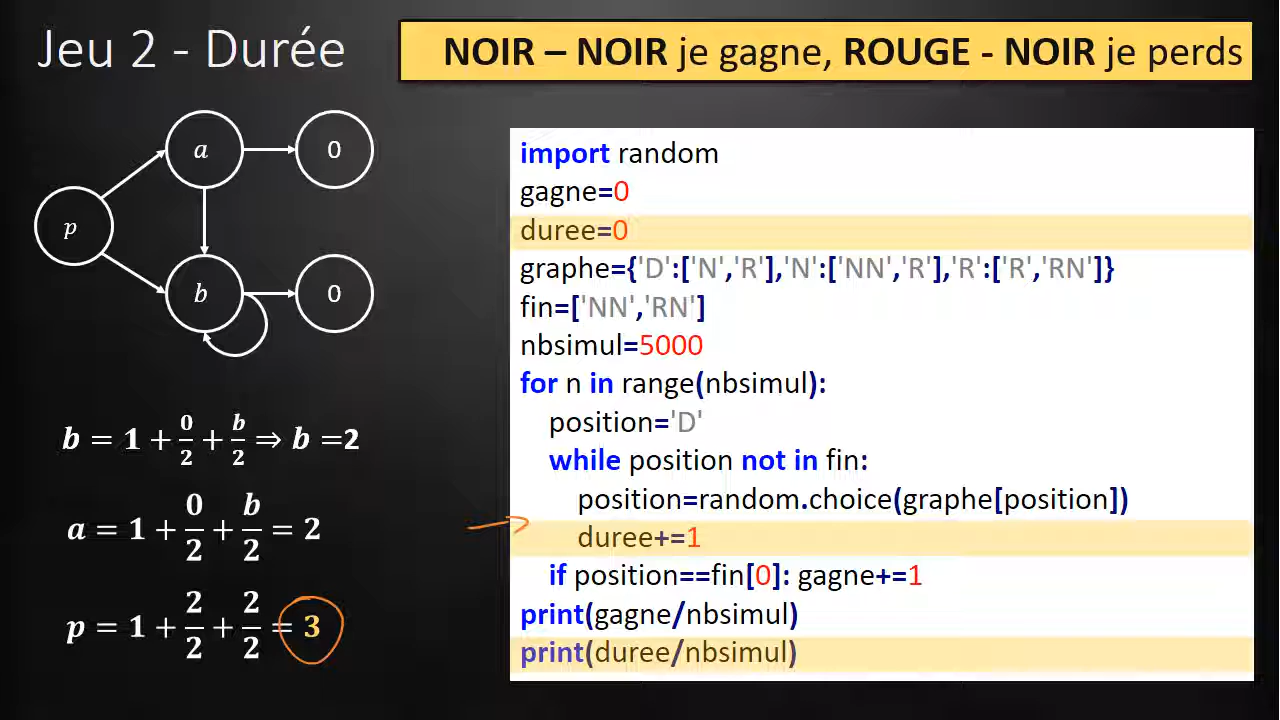 Jeu 2 - Durée
NOIR – NOIR je gagne, ROUGE - NOIR je perds
a
0
p
b
0
b = 1 + 0/2 + b/2 ⇒ b =2
a = 1 + 0/2 + b/2 = 2
p = 1 + 2/2 + 2/2 = 3
import random
gagne=0
duree=0
graphe={'D':['N','R'],'N':['NN','R'],'R':['R','RN']}
fin=['NN','RN']
nbsimul=5000
for n in range(nbsimul):
position='D'
while position not in fin:
position=random.choice(graphe[position])
duree+=1
if position==fin[0]: gagne+=1
print(gagne/nbsimul)
print(duree/nbsimul)